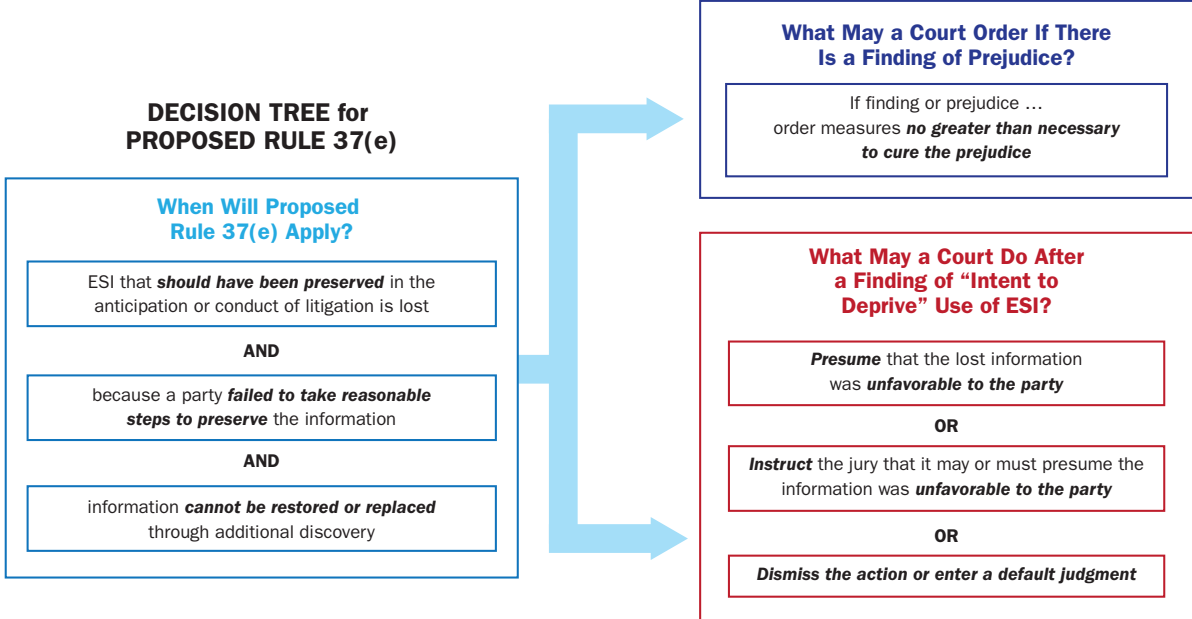 DECISION TREE for
PROPOSED RULE 37(e)
When Will Proposed
Rule 37(e) Apply?
ESI that should have been preserved in the
anticipation or conduct of litigation is lost
AND
because a party failed to take reasonable
steps to preserve the information
AND
information cannot be restored or replaced
through additional discovery
What May a Court Order If There
Is a Finding of Prejudice?
If finding or prejudice ...
order measures no greater than necessary
to cure the prejudice
What May a Court Do After
a Finding of “Intent to
Deprive” Use of ESI?
Presume that the lost information
was unfavorable to the party
OR
Instruct the jury that it may or must presume the
information was unfavorable to the party
OR
Dismiss the action or enter a default judgment